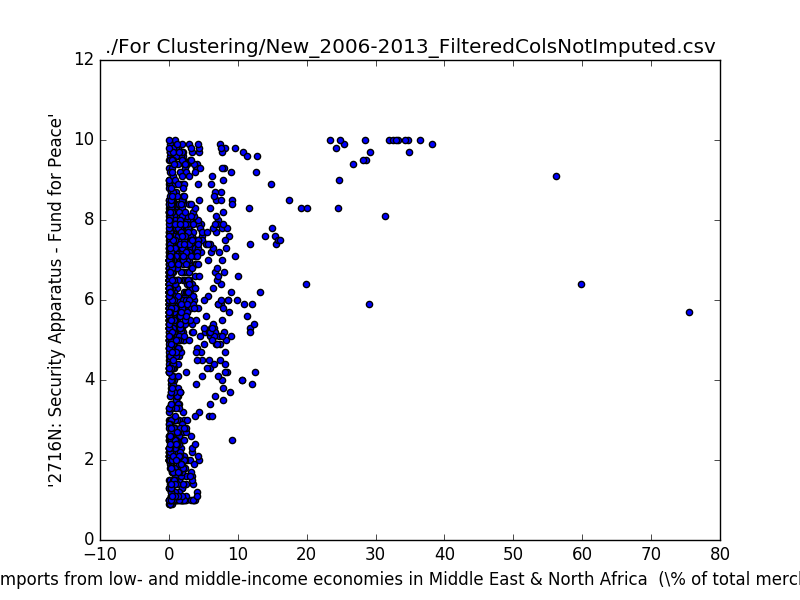 ./For Clustering/New_2006-2013_FilteredColsNotImputed.csv
12
10
8
6
4
2
0
'2716N: Security Apparatus - Fund for Peace'
−10 0 10 20 30 40 50 60 70 80
mports from low- and middle-income economies in Middle East & North Africa (\% of total merch